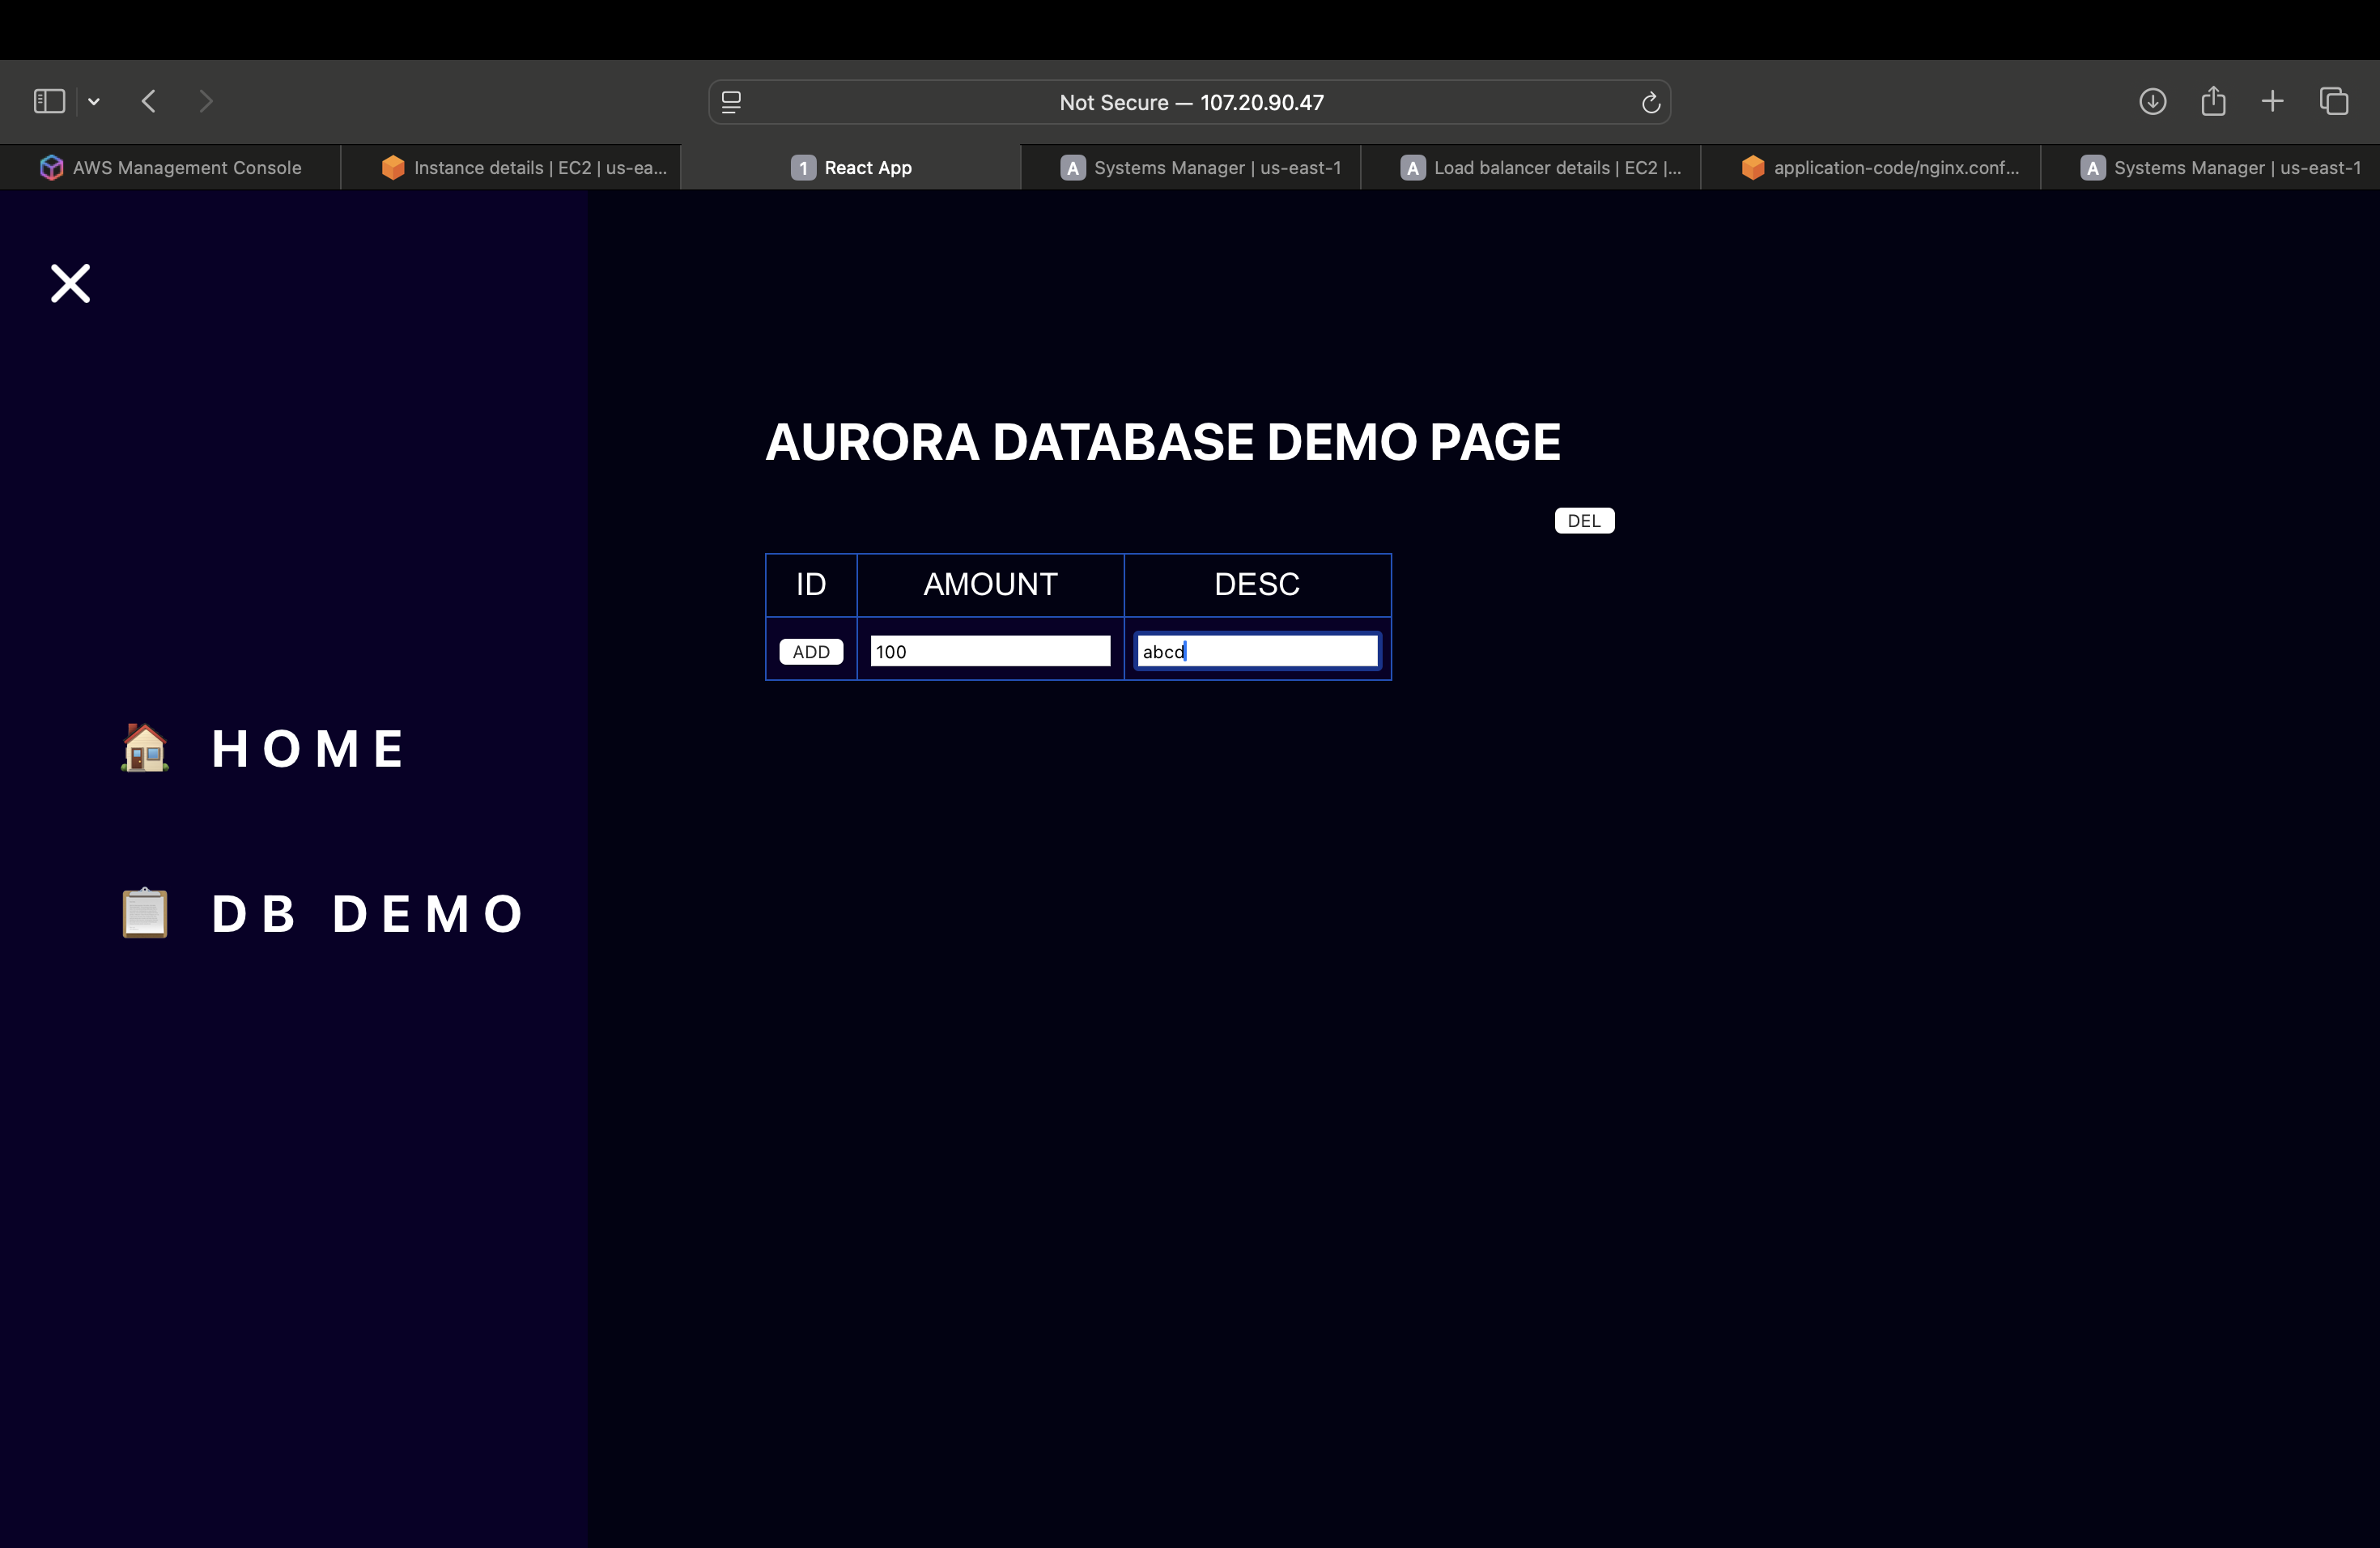 Not Secure — 107.20.90.47
AWS Management Console
Instance details | EC2 | us-ea...
1 React App
A Systems Manager | us-east-1
A Load balancer details | EC2 |...
application-code/nginx.conf...
A Systems Manager | us-east-1
AURORA DATABASE DEMO PAGE
DEL
ID AMOUNT DESC
ADD 100 abcd
HOME
DB DEMO